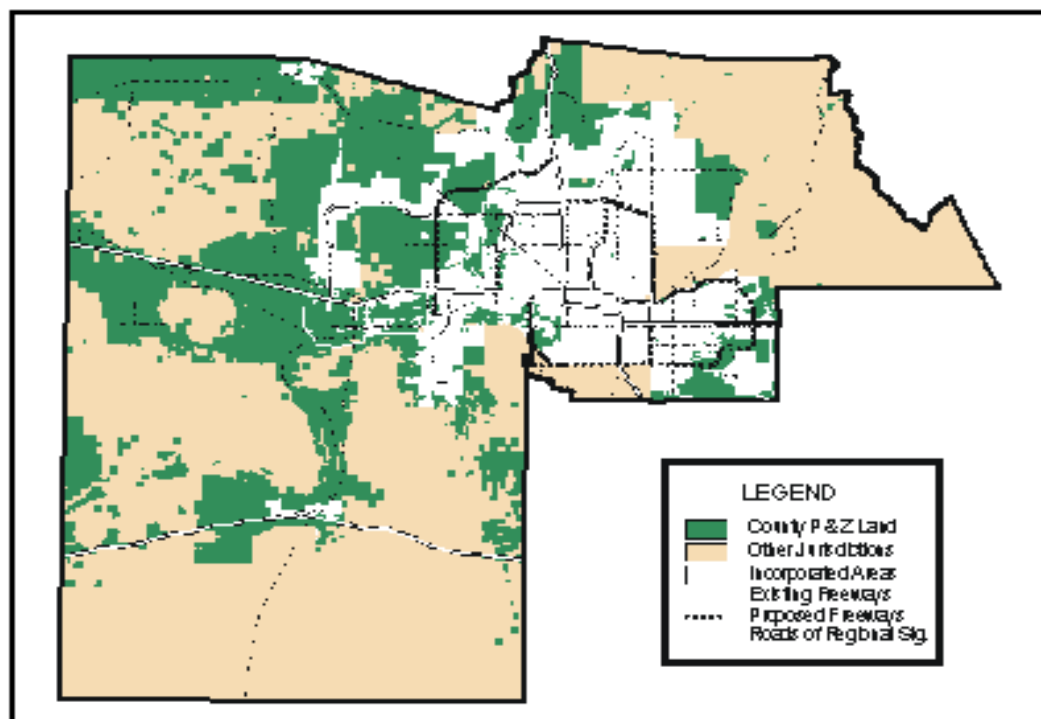 LEGEND
County P & Z Land
Other Jurisdictions
Incorporated Areas
Existing Freeways
Proposed Freeways
Roads of Regional Sig.